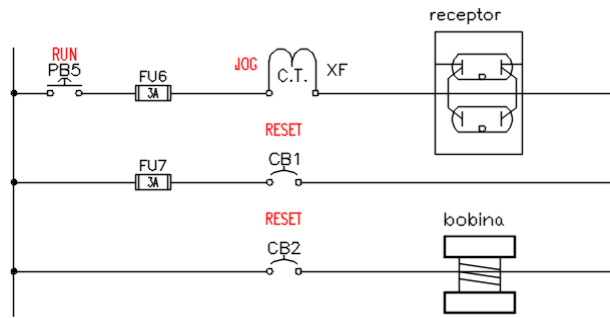 receptor
RUN
PB5
FU6
3A
JOG
C.T.
XF
RESET
FU7
3A
CB1
RESET
CB2
bobina